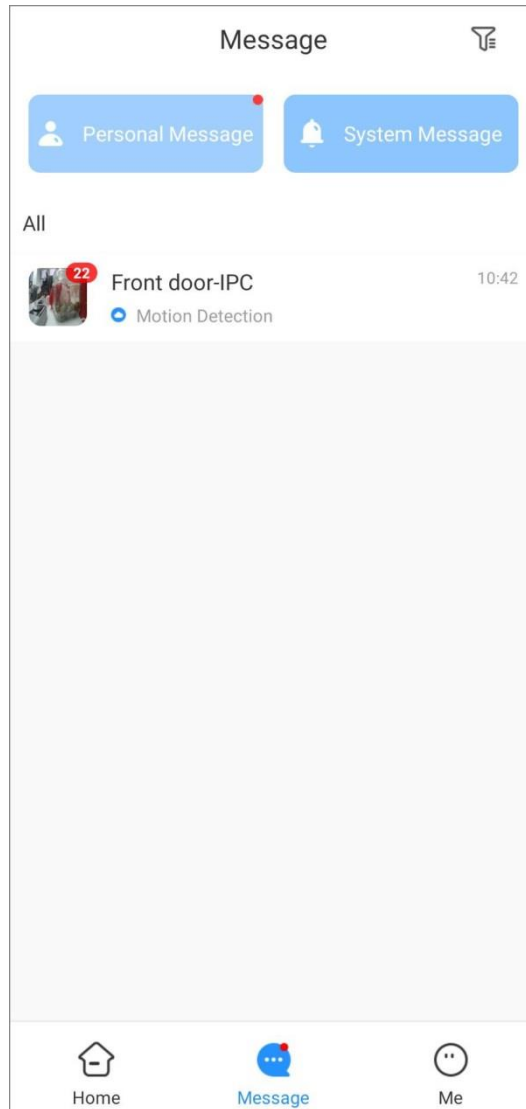 Message
Personal Message
System Message
All
22
Front door-IPC
10:42
Motion Detection
Home
Message
Me